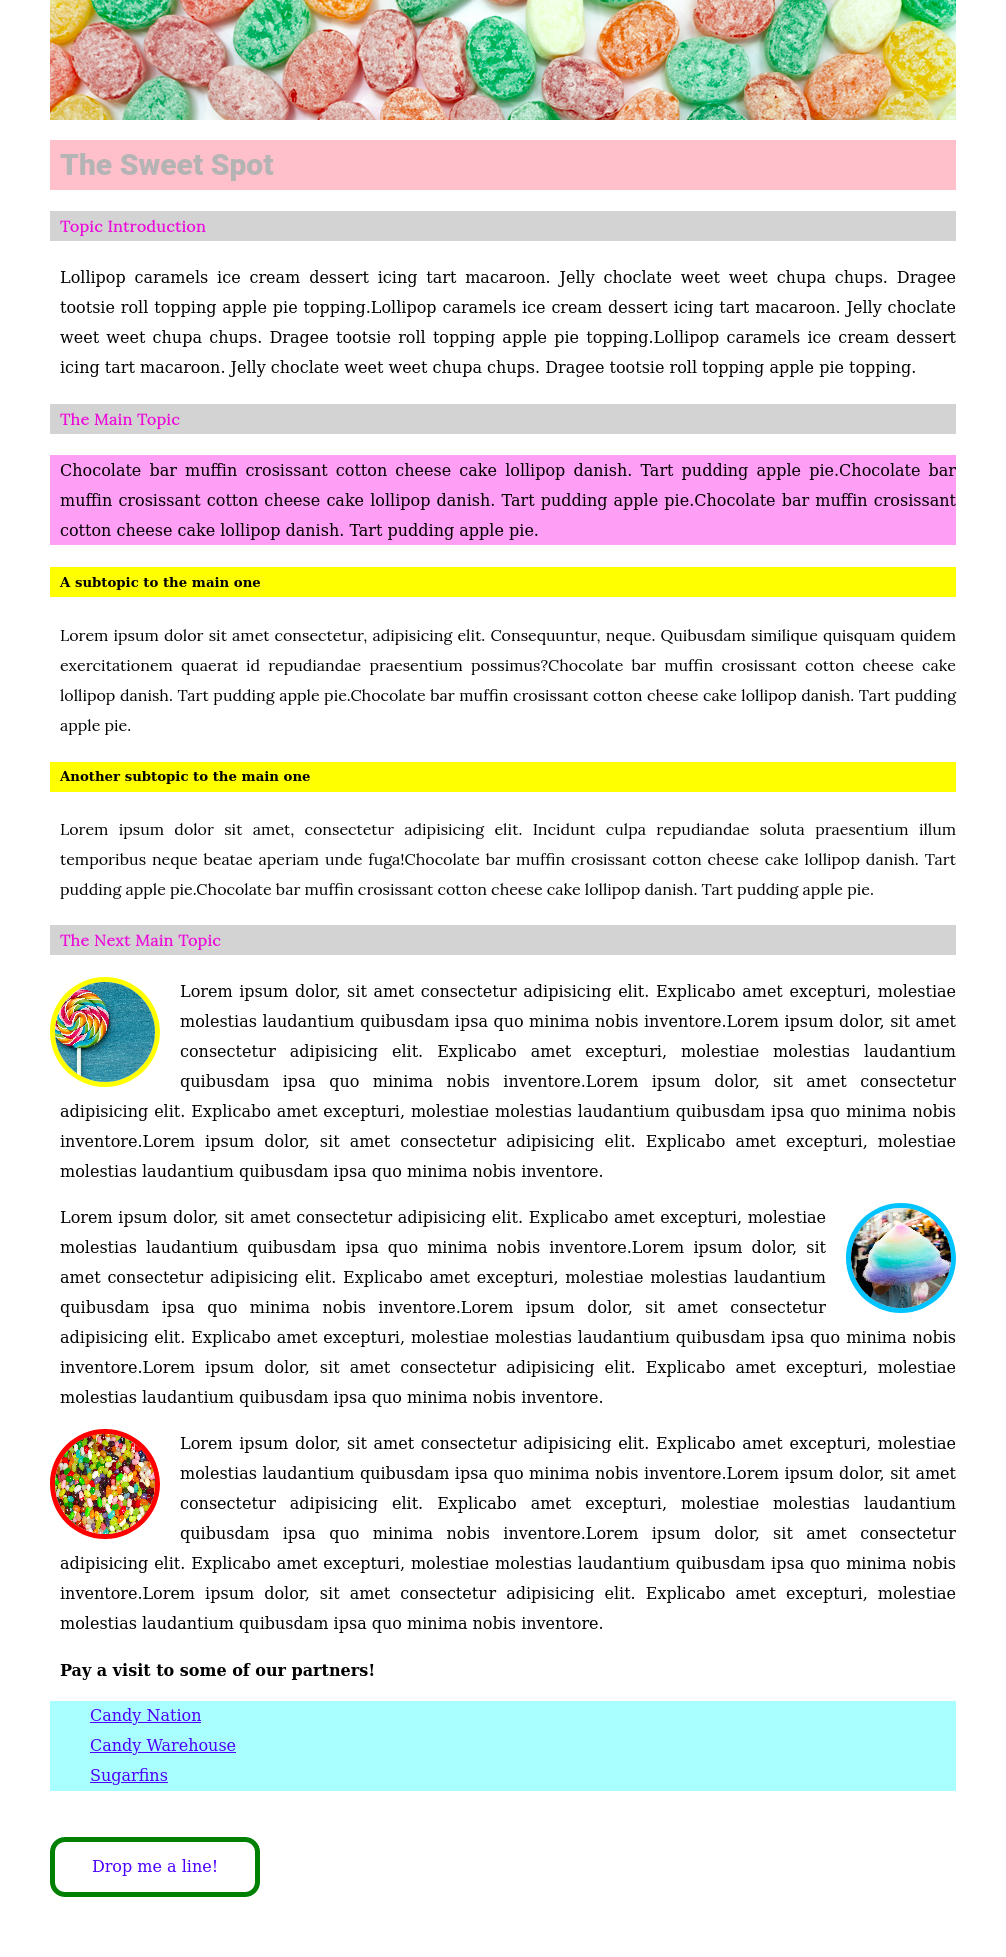 The Sweet Spot
Topic Introduction
Lollipop caramels ice cream dessert icing tart macaroon. Jelly choclate weet weet chupa chups. Dragee
tootsie roll topping apple pie topping.Lollipop caramels ice cream dessert icing tart macaroon. Jelly choclate
weet weet chupa chups. Dragee tootsie roll topping apple pie topping.Lollipop caramels ice cream dessert
icing tart macaroon. Jelly choclate weet weet chupa chups. Dragee tootsie roll topping apple pie topping.
The Main Topic
Chocolate bar muffin crosissant cotton cheese cake lollipop danish. Tart pudding apple pie.Chocolate bar
muffin crosissant cotton cheese cake lollipop danish. Tart pudding apple pie.Chocolate bar muffin crosissant
cotton cheese cake lollipop danish. Tart pudding apple pie.
A subtopic to the main one
Lorem ipsum dolor sit amet consectetur, adipisicing elit. Consequuntur, neque. Quibusdam similique quisquam quidem
exercitationem quaerat id repudiandae praesentium possimus?Chocolate bar muffin crosissant cotton cheese cake
lollipop danish. Tart pudding apple pie.Chocolate bar muffin crosissant cotton cheese cake lollipop danish. Tart pudding
apple pie.
Another subtopic to the main one
Lorem ipsum dolor sit amet, consectetur adipisicing elit. Incidunt culpa repudiandae soluta praesentium illum
temporibus neque beatae aperiam unde fuga!Chocolate bar muffin crosissant cotton cheese cake lollipop danish. Tart
pudding apple pie.Chocolate bar muffin crosissant cotton cheese cake lollipop danish. Tart pudding apple pie.
The Next Main Topic
Lorem ipsum dolor, sit amet consectetur adipisicing elit. Explicabo amet excepturi, molestiae
molestias laudantium quibusdam ipsa quo minima nobis inventore.Lorem ipsum dolor, sit amet
consectetur adipisicing elit. Explicabo amet excepturi, molestiae molestias laudantium
quibusdam ipsa quo minima nobis inventore.Lorem ipsum dolor, sit amet consectetur
adipisicing elit. Explicabo amet excepturi, molestiae molestias laudantium quibusdam ipsa quo minima nobis
inventore.Lorem ipsum dolor, sit amet consectetur adipisicing elit. Explicabo amet excepturi, molestiae
molestias laudantium quibusdam ipsa quo minima nobis inventore.
Lorem ipsum dolor, sit amet consectetur adipisicing elit. Explicabo amet excepturi, molestiae
molestias laudantium quibusdam ipsa quo minima nobis inventore.Lorem ipsum dolor, sit
amet consectetur adipisicing elit. Explicabo amet excepturi, molestiae molestias laudantium
quibusdam ipsa quo minima nobis inventore.Lorem ipsum dolor, sit amet consectetur
adipisicing elit. Explicabo amet excepturi, molestiae molestias laudantium quibusdam ipsa quo minima nobis
inventore.Lorem ipsum dolor, sit amet consectetur adipisicing elit. Explicabo amet excepturi, molestiae
molestias laudantium quibusdam ipsa quo minima nobis inventore.
Lorem ipsum dolor, sit amet consectetur adipisicing elit. Explicabo amet excepturi, molestiae
molestias laudantium quibusdam ipsa quo minima nobis inventore.Lorem ipsum dolor, sit amet
consectetur adipisicing elit. Explicabo amet excepturi, molestiae molestias laudantium
quibusdam ipsa quo minima nobis inventore.Lorem ipsum dolor, sit amet consectetur
adipisicing elit. Explicabo amet excepturi, molestiae molestias laudantium quibusdam ipsa quo minima nobis
inventore.Lorem ipsum dolor, sit amet consectetur adipisicing elit. Explicabo amet excepturi, molestiae
molestias laudantium quibusdam ipsa quo minima nobis inventore.
Pay a visit to some of our partners!
Candy Nation
Candy Warehouse
Sugarfins
Drop me a line!